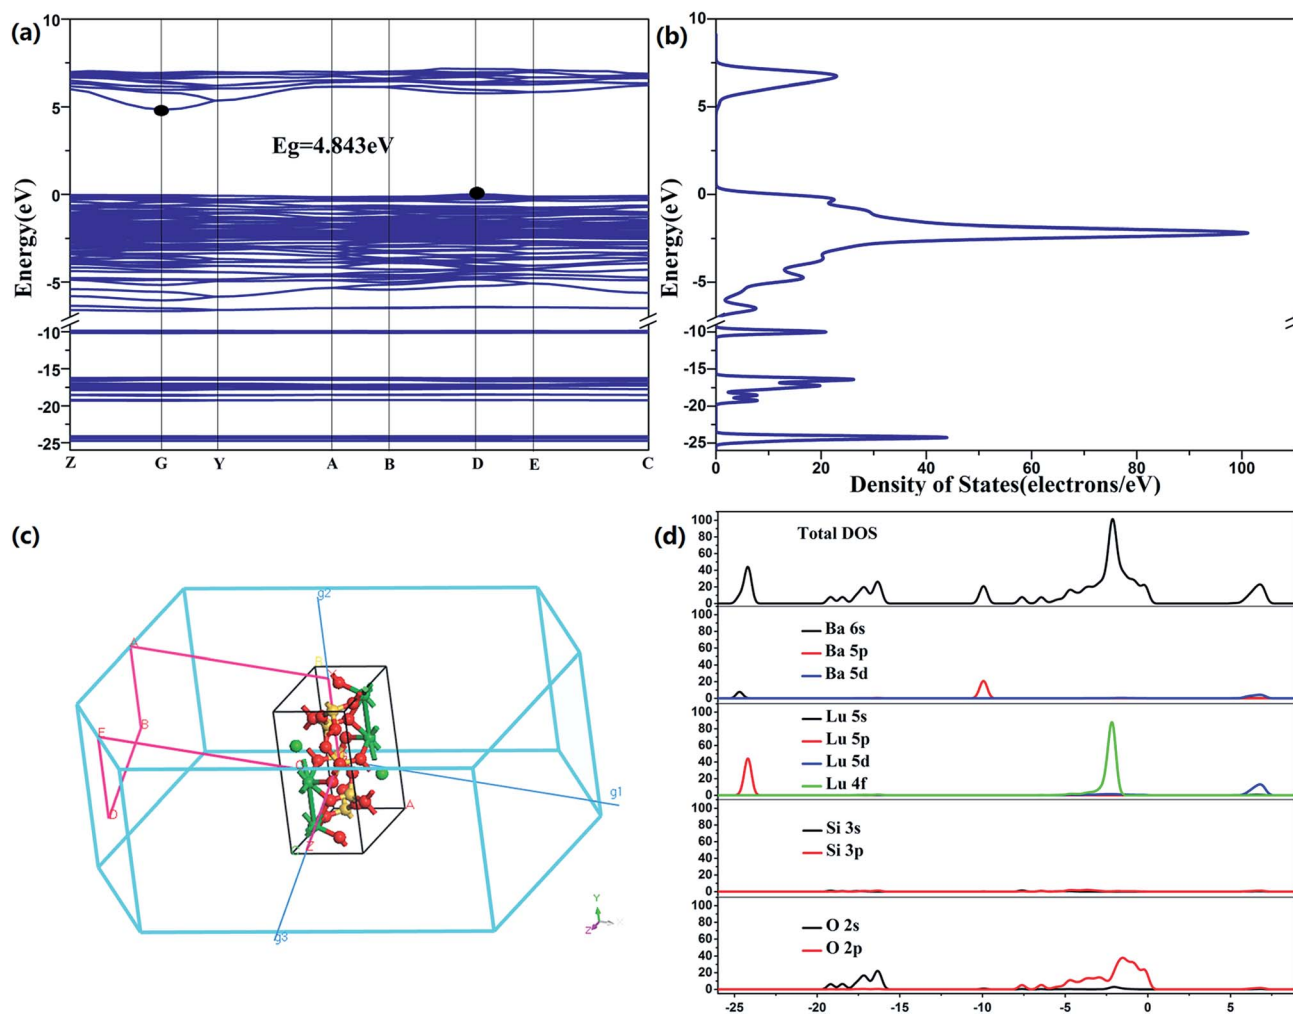 (a)
10
5
0
-5
-10
-15
-20
-25
Energy(eV)
Eg=4.843eV
Z G Y A B D E C
(b)
10
5
0
-5
-10
-15
-20
-25
Energy(eV)
0 20 40 60 80 100
Density of States(electrons/eV)
(c)
g2
A
B
F
B
D
A
Z
g1
g3
Y
Z
(d)
100
80
60
40
20
0
Total DOS
100
80
60
40
20
0
Ba 6s
Ba 5p
Ba 5d
100
80
60
40
20
0
Lu 5s
Lu 5p
Lu 5d
Lu 4f
100
80
60
40
20
0
Si 3s
Si 3p
100
80
60
40
20
0
O 2s
O 2p
-25 -20 -15 -10 -5 0